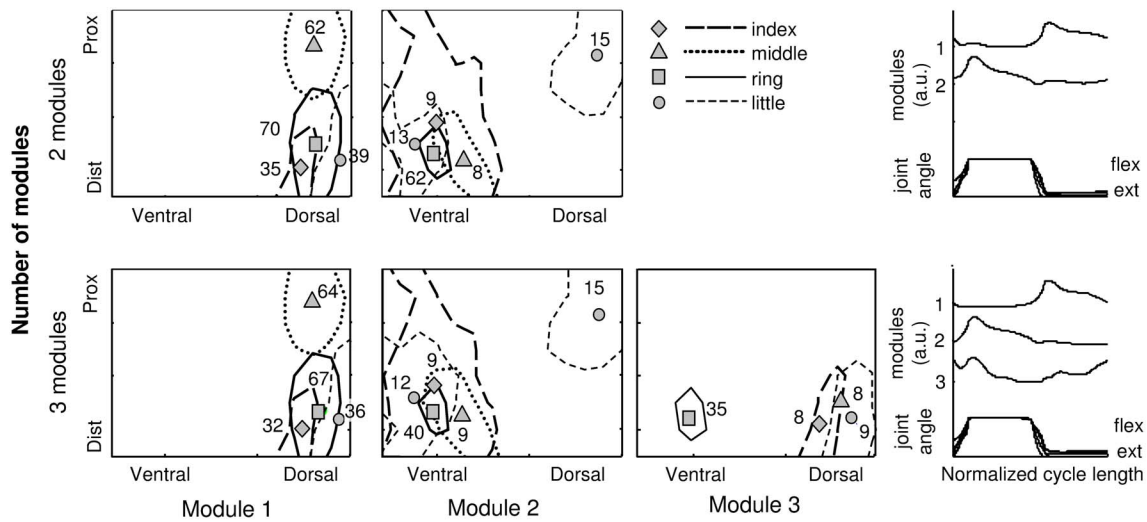 Number of modules
2 modules
Prox
Dist
62
70
35
39
Ventral
Dorsal
15
9
13
62
8
Ventral
Dorsal
index
middle
ring
little
modules
(a.u.)
1
2
joint
angle
flex
ext
3 modules
Prox
Dist
64
67
32
36
Ventral
Dorsal
Module 1
15
9
12
40
9
Ventral
Dorsal
Module 2
35
8
8
9
Ventral
Dorsal
Module 3
modules
(a.u.)
1
2
3
joint
angle
flex
ext
Normalized cycle length